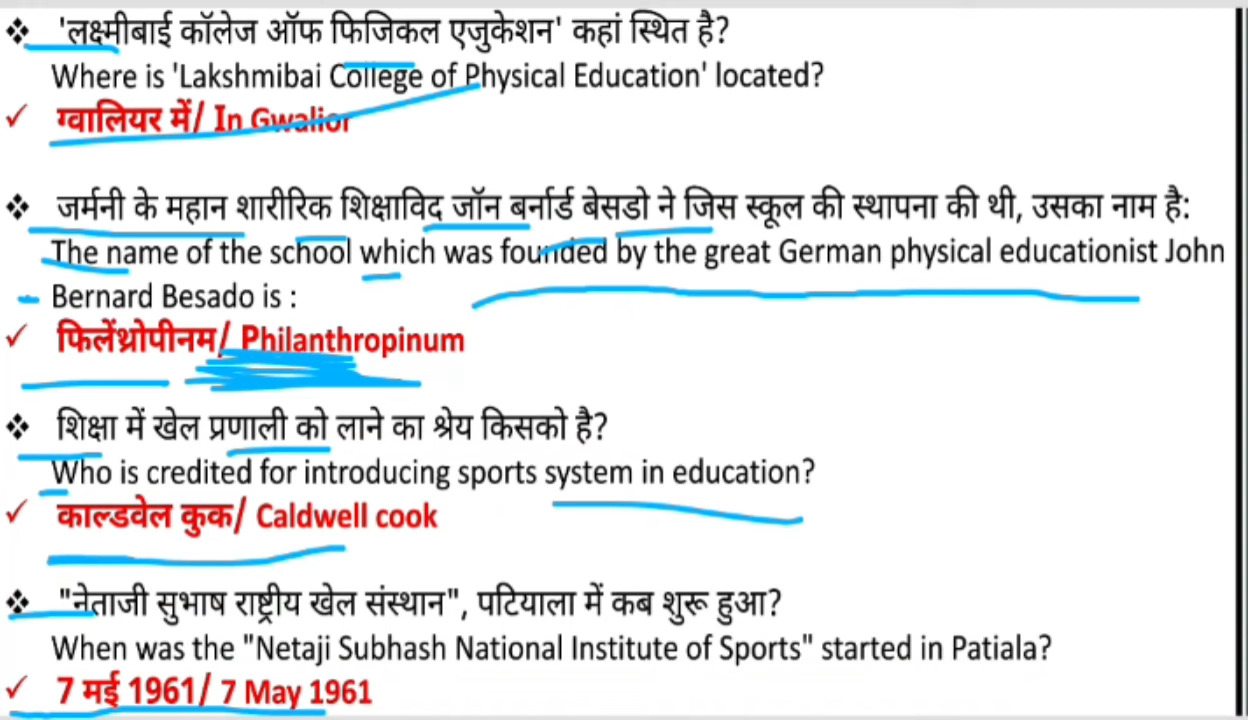 ❖ 'लक्ष्मीबाई कॉलेज ऑफ फिजिकल एजुकेशन' कहां स्थित है?
Where is 'Lakshmibai College of Physical Education' located?
✓ ग्वालियर में/ In Gwalior
❖ जर्मनी के महान शारीरिक शिक्षाविद जॉन बर्नार्ड बेसडो ने जिस स्कूल की स्थापना की थी, उसका नाम है:
The name of the school which was founded by the great German physical educationist John
Bernard Besado is :
✓ फिलेंथ्रोपीनम/ Philanthropinum
❖ शिक्षा में खेल प्रणाली को लाने का श्रेय किसको है?
Who is credited for introducing sports system in education?
✓ काल्डवेल कुक/ Caldwell cook
❖ "नेताजी सुभाष राष्ट्रीय खेल संस्थान", पटियाला में कब शुरू हुआ?
When was the "Netaji Subhash National Institute of Sports" started in Patiala?
✓ 7 मई 1961/ 7 May 1961